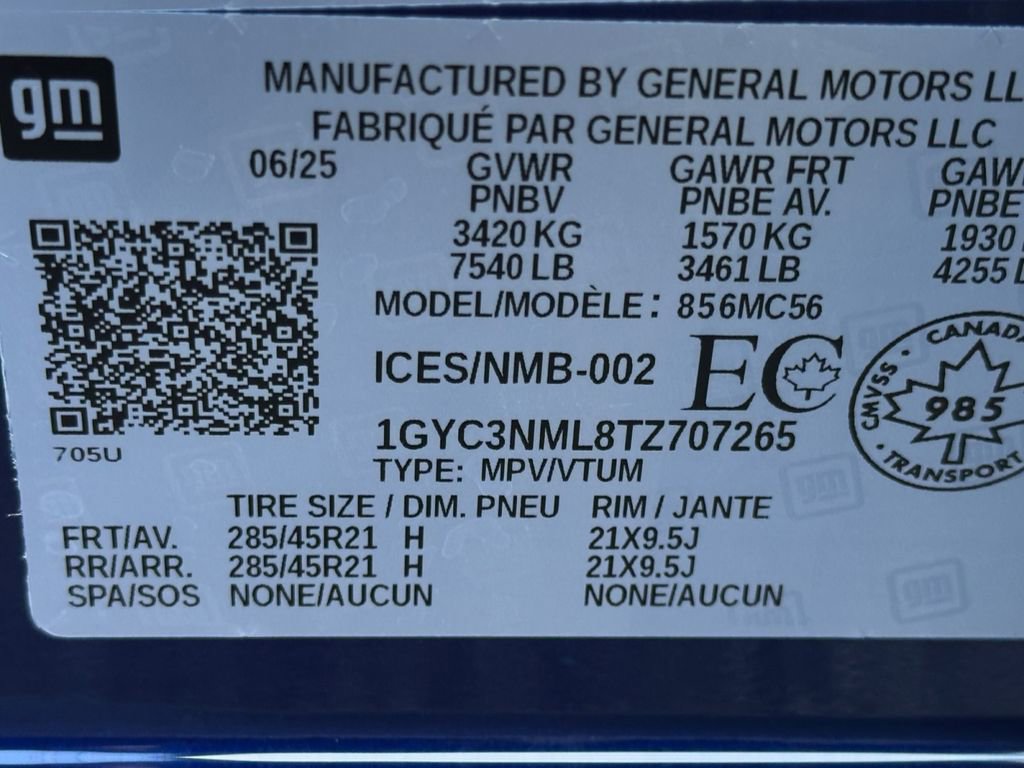 gm
MANUFACTURED BY GENERAL MOTORS
FABRIQUÉ PAR GENERAL MOTORS LLC
06/25 GVWR GAWR FRT
PNBV PNBE AV. PNBE
3420 KG 1570 KG 1930
7540 LB 3461 LB 4255
MODEL/MODÈLE: 856MC56
ICES/NMB-002 EC
CMVSS · CANADA
985
· TRANSPORT
1GYC3NML8TZ707265
705U
TYPE: MPV/VTUM
TIRE SIZE / DIM. PNEU RIM / JANTE
FRT/AV. 285/45R21 H 21X9.5J
RR/ARR. 285/45R21 H 21X9.5J
SPA/SOS NONE/AUCUN NONE/AUCUN